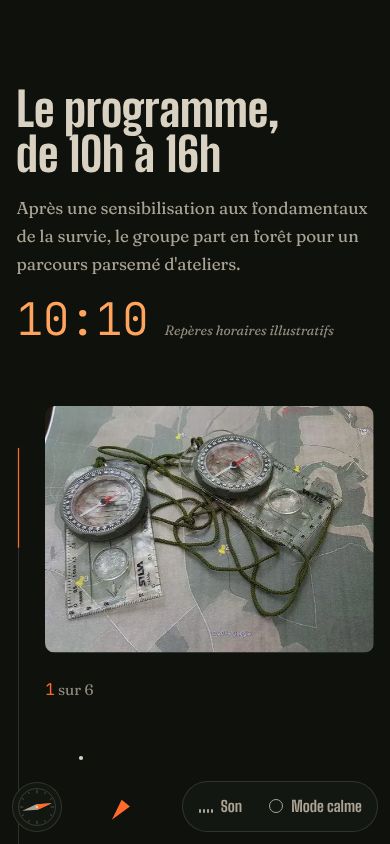 Le programme,
de 10h à 16h
Après une sensibilisation aux fondamentaux
de la survie, le groupe part en forêt pour un
parcours parsemé d'ateliers.
10:10 Repères horaires illustratifs
SILVA
1 sur 6
Son Mode calme